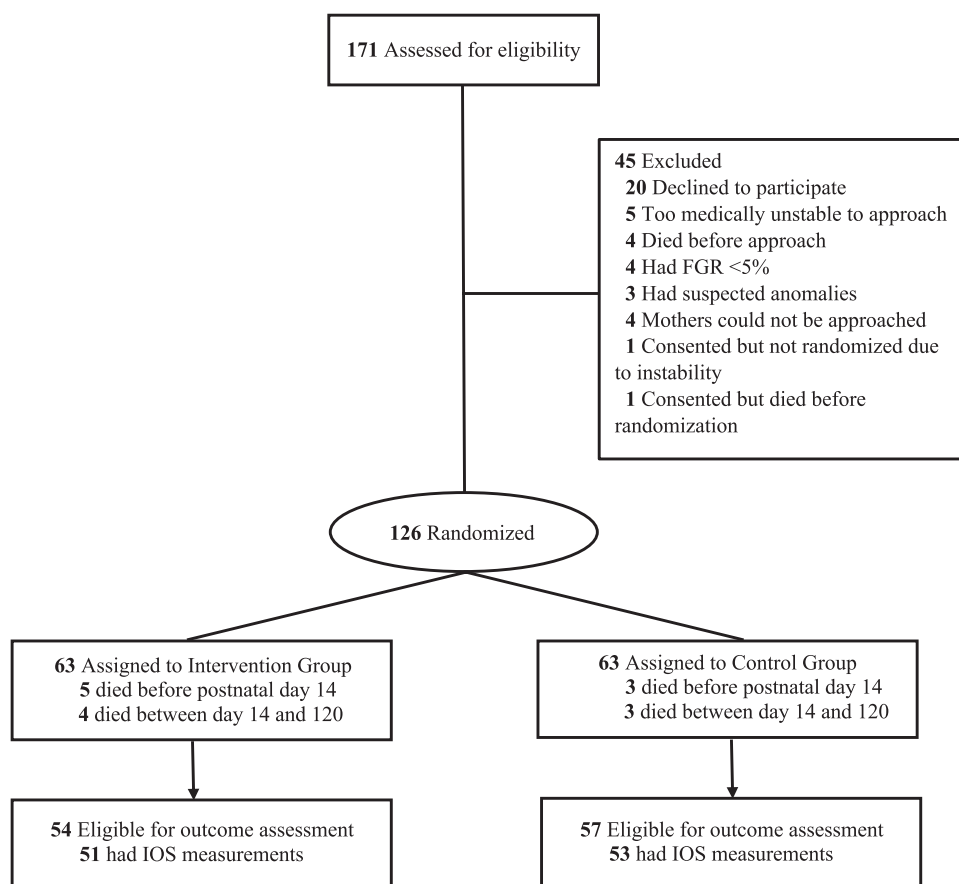 171 Assessed for eligibility
45 Excluded
20 Declined to participate
5 Too medically unstable to approach
4 Died before approach
4 Had FGR <5%
3 Had suspected anomalies
4 Mothers could not be approached
1 Consented but not randomized due
to instability
1 Consented but died before
randomization
126 Randomized
63 Assigned to Intervention Group
5 died before postnatal day 14
4 died between day 14 and 120
63 Assigned to Control Group
3 died before postnatal day 14
3 died between day 14 and 120
54 Eligible for outcome assessment
51 had IOS measurements
57 Eligible for outcome assessment
53 had IOS measurements